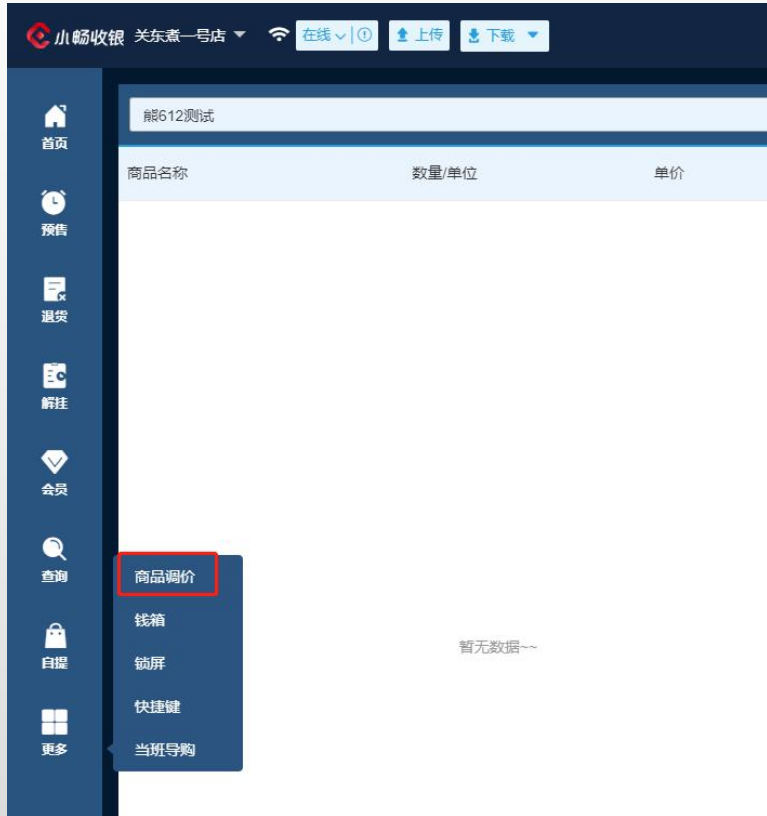 小畅收银 关东煮一号店 在线 上传 下载
首页
熊612测试
商品名称 数量/单位 单价
预售
退货
解挂
会员
查询
商品调价
钱箱
暂无数据~~
自提
锁屏
快捷键
更多
当班导购